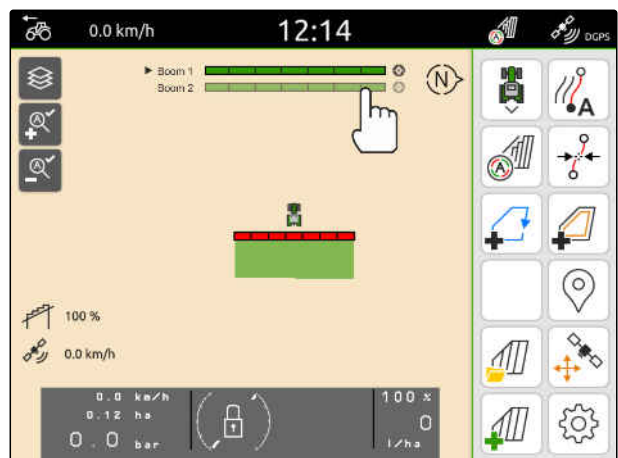 0.0 km/h
12:14
DGPS
Boom 1
Boom 2
N
A
A
A
A
A
100 %
0.0 km/h
0.0 km/h
0.12 ha
0.0 bar
100 %
0
l/ha